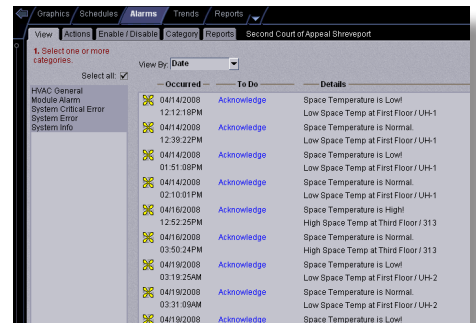 Graphics Schedules Alarms Trends Reports
View Actions Enable / Disable Category Reports Second Court of Appeal Shreveport
1. Select one or more
categories.
Select all:
HVAC General
Module Alarm
System Critical Error
System Error
System Info
View By: Date
Occurred To Do Details
04/14/2008 Acknowledge Space Temperature is Low!
12:12:18PM Low Space Temp at First Floor / UH-1
04/14/2008 Acknowledge Space Temperature is Normal.
12:39:22PM Low Space Temp at First Floor / UH-1
04/14/2008 Acknowledge Space Temperature is Low!
01:51:08PM Low Space Temp at First Floor / UH-1
04/14/2008 Acknowledge Space Temperature is Normal.
02:10:01PM Low Space Temp at First Floor / UH-1
04/16/2008 Acknowledge Space Temperature is High!
12:52:25PM High Space Temp at Third Floor / 313
04/16/2008 Acknowledge Space Temperature is Normal.
03:50:24PM High Space Temp at Third Floor / 313
04/19/2008 Acknowledge Space Temperature is Low!
03:19:25AM Low Space Temp at First Floor / UH-2
04/19/2008 Acknowledge Space Temperature is Normal.
03:31:09AM Low Space Temp at First Floor / UH-2
04/19/2008 Acknowledge Space Temperature is Low!